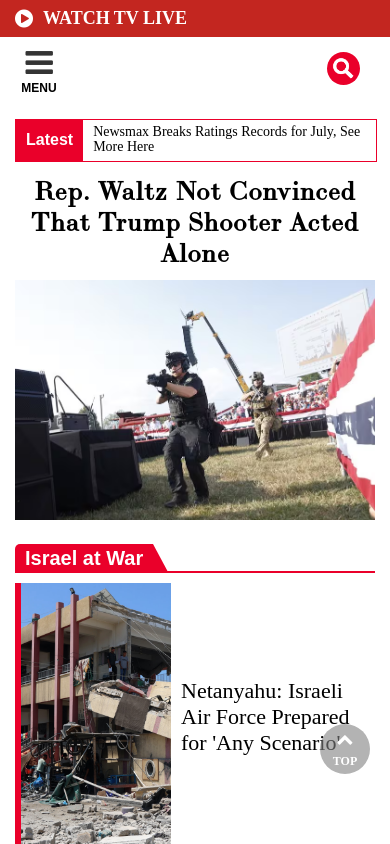 WATCH TV LIVE
MENU
Latest
Newsmax Breaks Ratings Records for July, See
More Here
Rep. Waltz Not Convinced
That Trump Shooter Acted
Alone
Israel at War
Netanyahu: Israeli
Air Force Prepared
for 'Any Scenario'
TOP